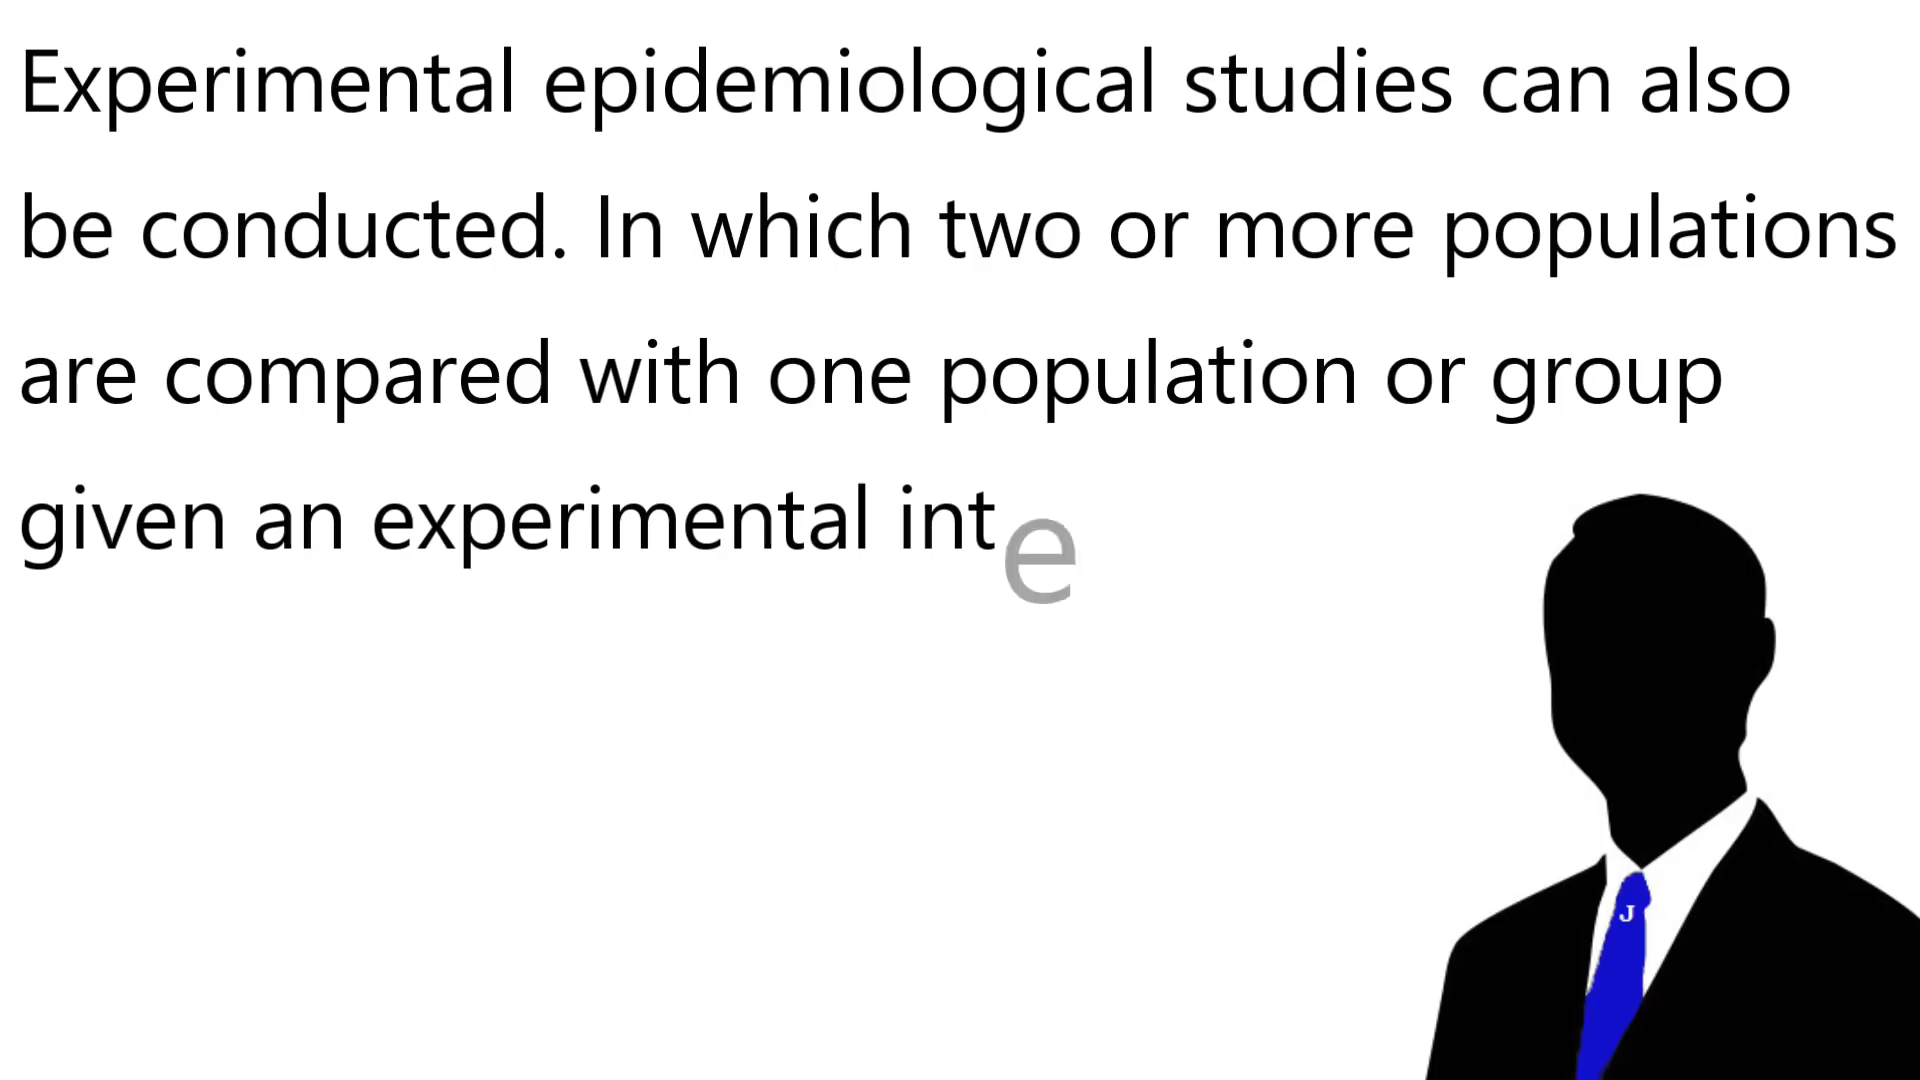 Experimental epidemiological studies can also
be conducted. In which two or more populations
are compared with one population or group
given an experimental inte
J